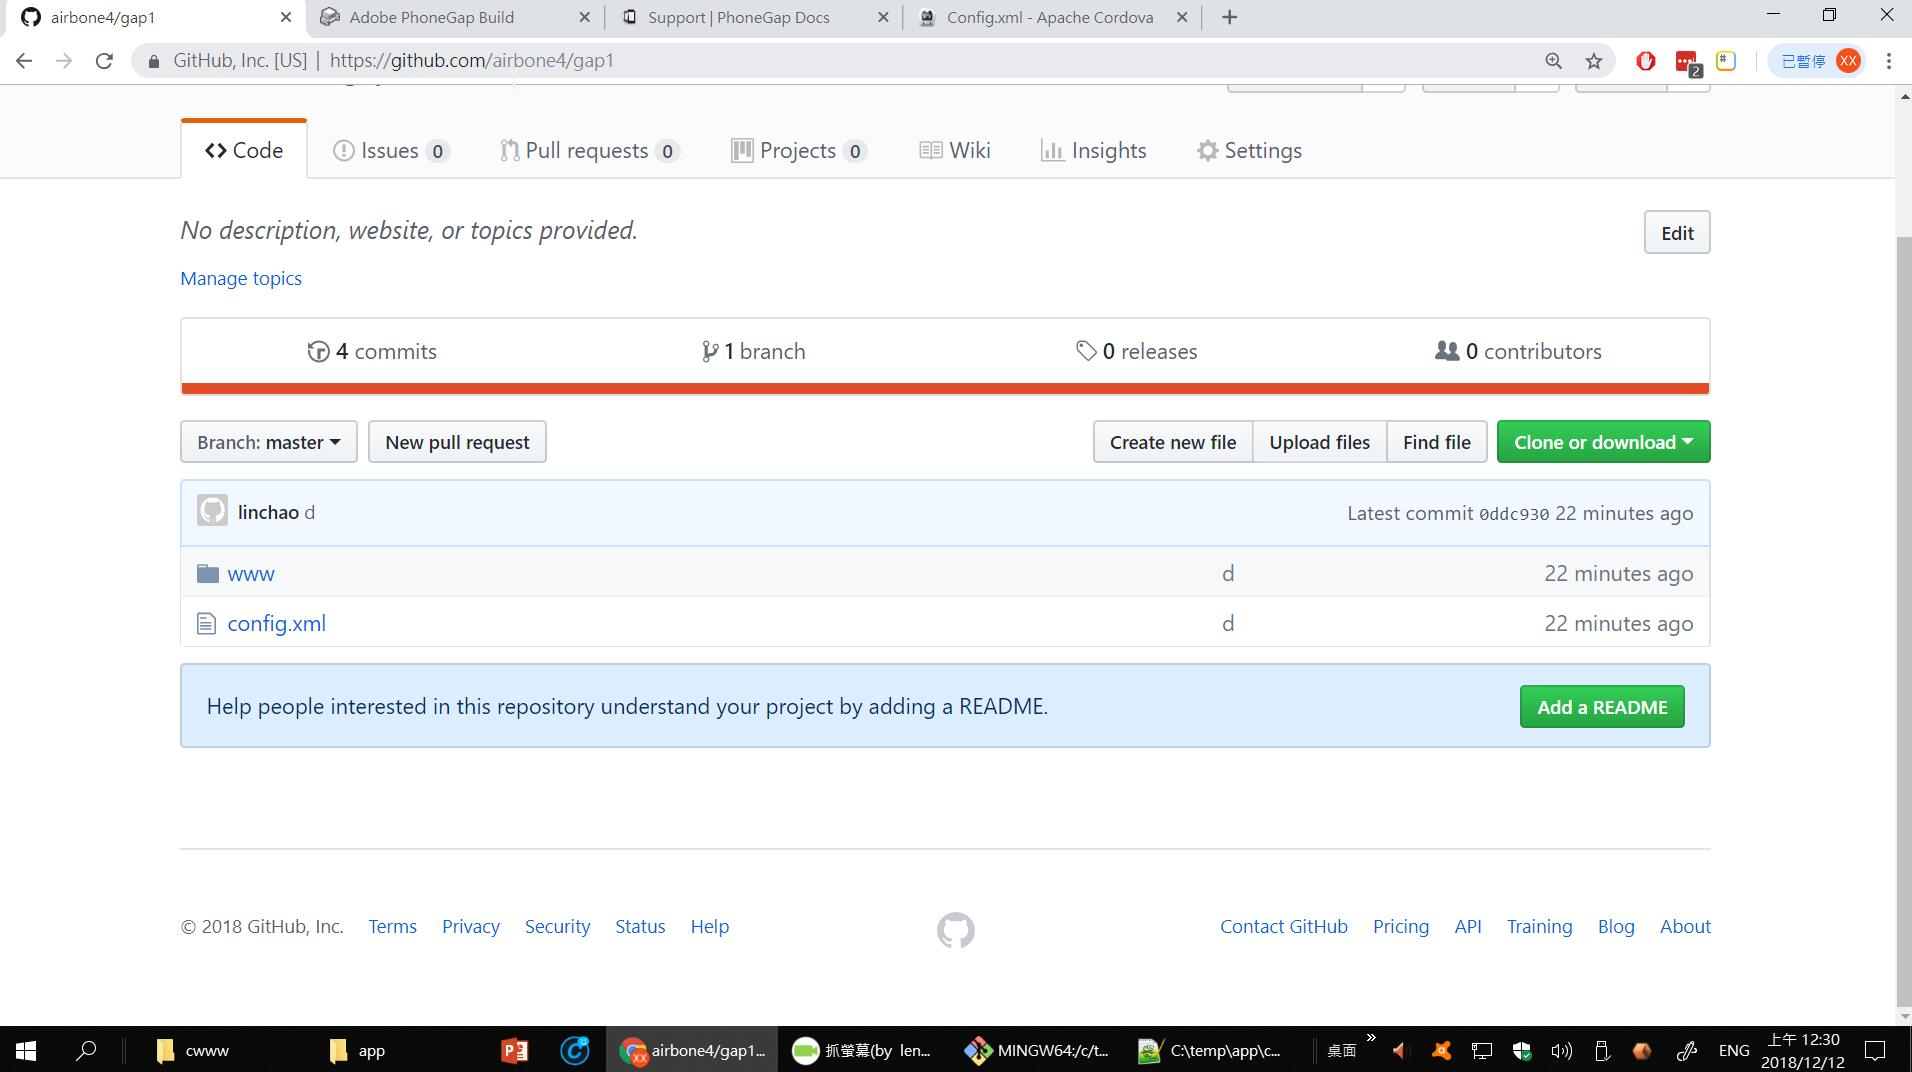 airbone4/gap1
Adobe PhoneGap Build
Support | PhoneGap Docs
Config.xml - Apache Cordova
GitHub, Inc. [US] | https://github.com/airbone4/gap1
2
已暫停 XX
Code
Issues 0
Pull requests 0
Projects 0
Wiki
Insights
Settings
No description, website, or topics provided.
Edit
Manage topics
4 commits
1 branch
0 releases
0 contributors
Branch: master
New pull request
Create new file
Upload files
Find file
Clone or download
linchao d
Latest commit 0ddc930 22 minutes ago
www d 22 minutes ago
config.xml d 22 minutes ago
Help people interested in this repository understand your project by adding a README.
Add a README
© 2018 GitHub, Inc. Terms Privacy Security Status Help
Contact GitHub Pricing API Training Blog About
cwww
app
airbone4/gap1...
抓螢幕(by len...
MINGW64:/c/t...
C:\temp\app\c...
桌面
ENG
上午 12:30
2018/12/12